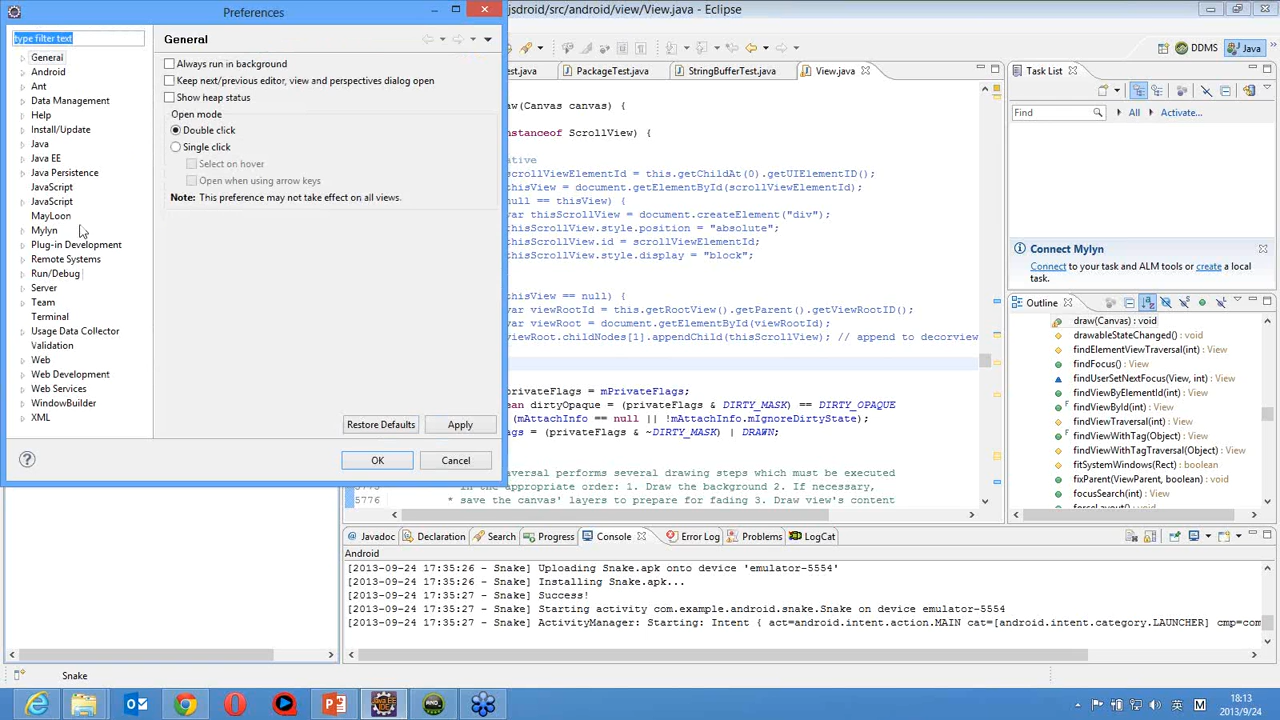 Preferences
jsdroid/src/android/view/View.java - Eclipse
type filter text
General
Android
Ant
Data Management
Help
Install/Update
Java
Java EE
Java Persistence
JavaScript
JavaScript
MayLoon
Mylyn
Plug-in Development
Remote Systems
Run/Debug
Server
Team
Terminal
Usage Data Collector
Validation
Web
Web Development
Web Services
WindowBuilder
XML
General
Always run in background
Keep next/previous editor, view and perspectives dialog open
Show heap status
Open mode
Double click
Single click
Select on hover
Open when using arrow keys
Note: This preference may not take effect on all views.
Restore Defaults
Apply
OK
Cancel
DDMS
Java
est.java
PackageTest.java
StringBufferTest.java
View.java
raw(Canvas canvas) {
nstanceof ScrollView) {
ative
scrollViewElementId = this.getChildAt(0).getUIElementID();
thisView = document.getElementById(scrollViewElementId);
null == thisView) {
var thisScrollView = document.createElement("div");
thisScrollView.style.position = "absolute";
thisScrollView.id = scrollViewElementId;
thisScrollView.style.display = "block";
thisView == null) {
var viewRootId = this.getRootView().getParent().getViewRootID();
var viewRoot = document.getElementById(viewRootId);
viewRoot.childNodes[1].appendChild(thisScrollView); // append to decorview
privateFlags = mPrivateFlags;
an dirtyOpaque = (privateFlags & DIRTY_MASK) == DIRTY_OPAQUE
(mAttachInfo == null || !mAttachInfo.mIgnoreDirtyState);
ags = (privateFlags & ~DIRTY_MASK) | DRAWN;
aversal performs several drawing steps which must be executed
in the appropriate order: 1. Draw the background 2. If necessary,
5776 * save the canvas' layers to prepare for fading 3. Draw view's content
Task List
Find
All
Activate...
Connect Mylyn
Connect to your task and ALM tools or create a local
task.
Outline
draw(Canvas) : void
drawableStateChanged() : void
findElementViewTraversal(int) : View
findFocus() : View
findUserSetNextFocus(View, int) : View
findViewByElementId(int) : View
findViewById(int) : View
findViewWithTag(Object) : View
findViewWithTagTraversal(Object) : View
fitSystemWindows(Rect) : boolean
fixParent(ViewParent, boolean) : void
focusSearch(int) : View
Javadoc
Declaration
Search
Progress
Console
Error Log
Problems
LogCat
Android
[2013-09-24 17:35:26 - Snake] Uploading Snake.apk onto device 'emulator-5554'
[2013-09-24 17:35:26 - Snake] Installing Snake.apk...
[2013-09-24 17:35:26 - Snake] Success!
[2013-09-24 17:35:26 - Snake] Starting activity com.example.android.snake.Snake on device emulator-5554
[2013-09-24 17:35:27 - Snake] ActivityManager: Starting: Intent { act=android.intent.action.MAIN cat=[android.intent.category.LAUNCHER] cmp=com
Snake
英
M
18:13
2013/9/24